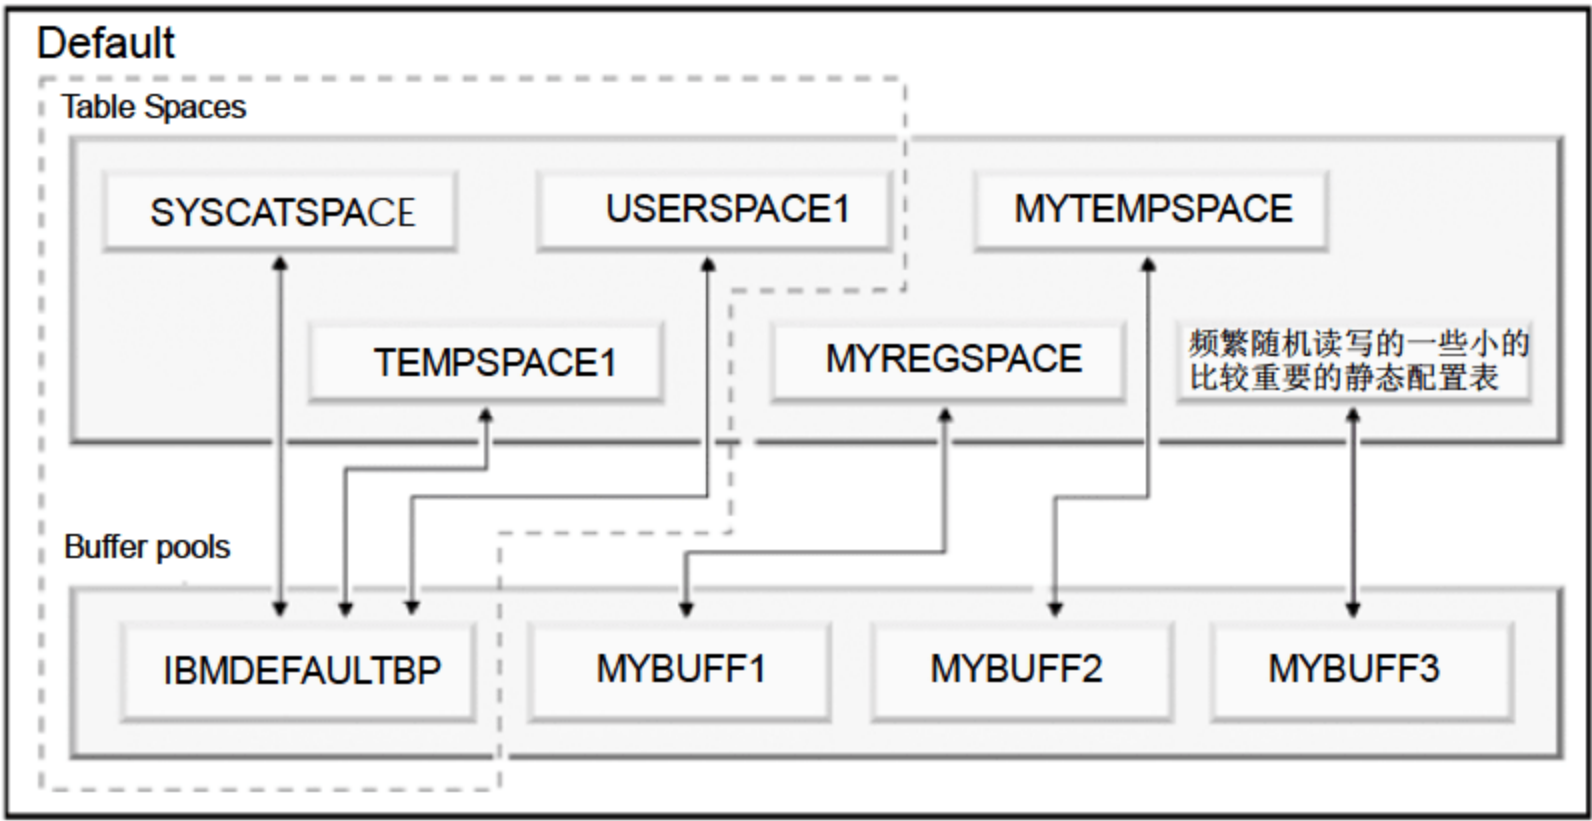 Default
Table Spaces
SYSCATSPACE
USERSPACE1
MYTEMPSPACE
TEMPSPACE1
MYREGSPACE
频繁随机读写的一些小的
比较重要的静态配置表
Buffer pools
IBMDEFAULTBP
MYBUFF1
MYBUFF2
MYBUFF3